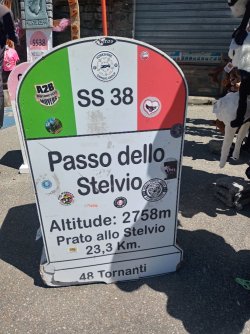 SS 38
Passo dello
Stelvio
Altitude: 2758m
Prato allo Stelvio
23,3 Km.
48 Tornanti